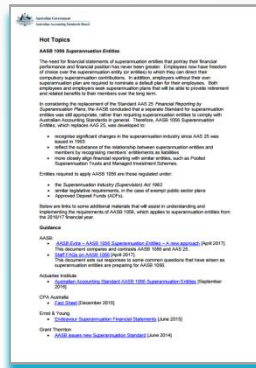 Australian Government
Australian Accounting Standards Board
Hot Topics
AASB 1056 Superannuation Entities
The need for financial statements of superannuation entities that portray their financial
performance and financial position has never been greater. Employees now have freedom
of choice over the superannuation entity (or entities) to which they can direct their
compulsory superannuation contributions. In addition, employers without their own
superannuation plan are required to nominate a default plan for their employees. Both
employees and employers seek superannuation plans that will be able to provide retirement
and related benefits to their members over the long term.
In considering the replacement of the Standard AAS 25 Financial Reporting by
Superannuation Plans, the AASB concluded that a separate Standard for superannuation
entities was still appropriate, rather than requiring superannuation entities to comply with
Australian Accounting Standards in general. Therefore, AASB 1056 Superannuation
Entities, which replaces AAS 25, was developed to:
• recognise significant changes in the superannuation industry since AAS 25 was
issued in 1993
• reflect the substance of the relationship between superannuation entities and
members by recognising members' entitlements as liabilities
• more closely align financial reporting with similar entities, such as Pooled
Superannuation Trusts and Managed Investment Schemes.
Entities required to apply AASB 1056 are those regulated under:
• the Superannuation Industry (Supervision) Act 1993
• similar legislative requirements, in the case of exempt public sector plans
• Approved Deposit Funds (ADFs).
Below are links to some additional materials that will assist in understanding and
implementing the requirements of AASB 1056, which applies to superannuation entities from
the 2016/17 financial year.
Guidance
AASB:
• AASB Extra – AASB 1056 Superannuation Entities – A new approach [April 2017].
This document compares and contrasts AASB 1056 and AAS 25.
• Staff FAQs on AASB 1056 [April 2017].
This document sets out responses to some common questions that have arisen as
superannuation entities are preparing for AASB 1056.
Actuaries Institute
• Australian Accounting Standard AASB 1056 Superannuation Entities [September
2016]
CPA Australia
• Fact Sheet [December 2015]
Ernst & Young
• Endeavour Superannuation Financial Statements [June 2015]
Grant Thornton
• AASB issues new Superannuation Standard [June 2014]